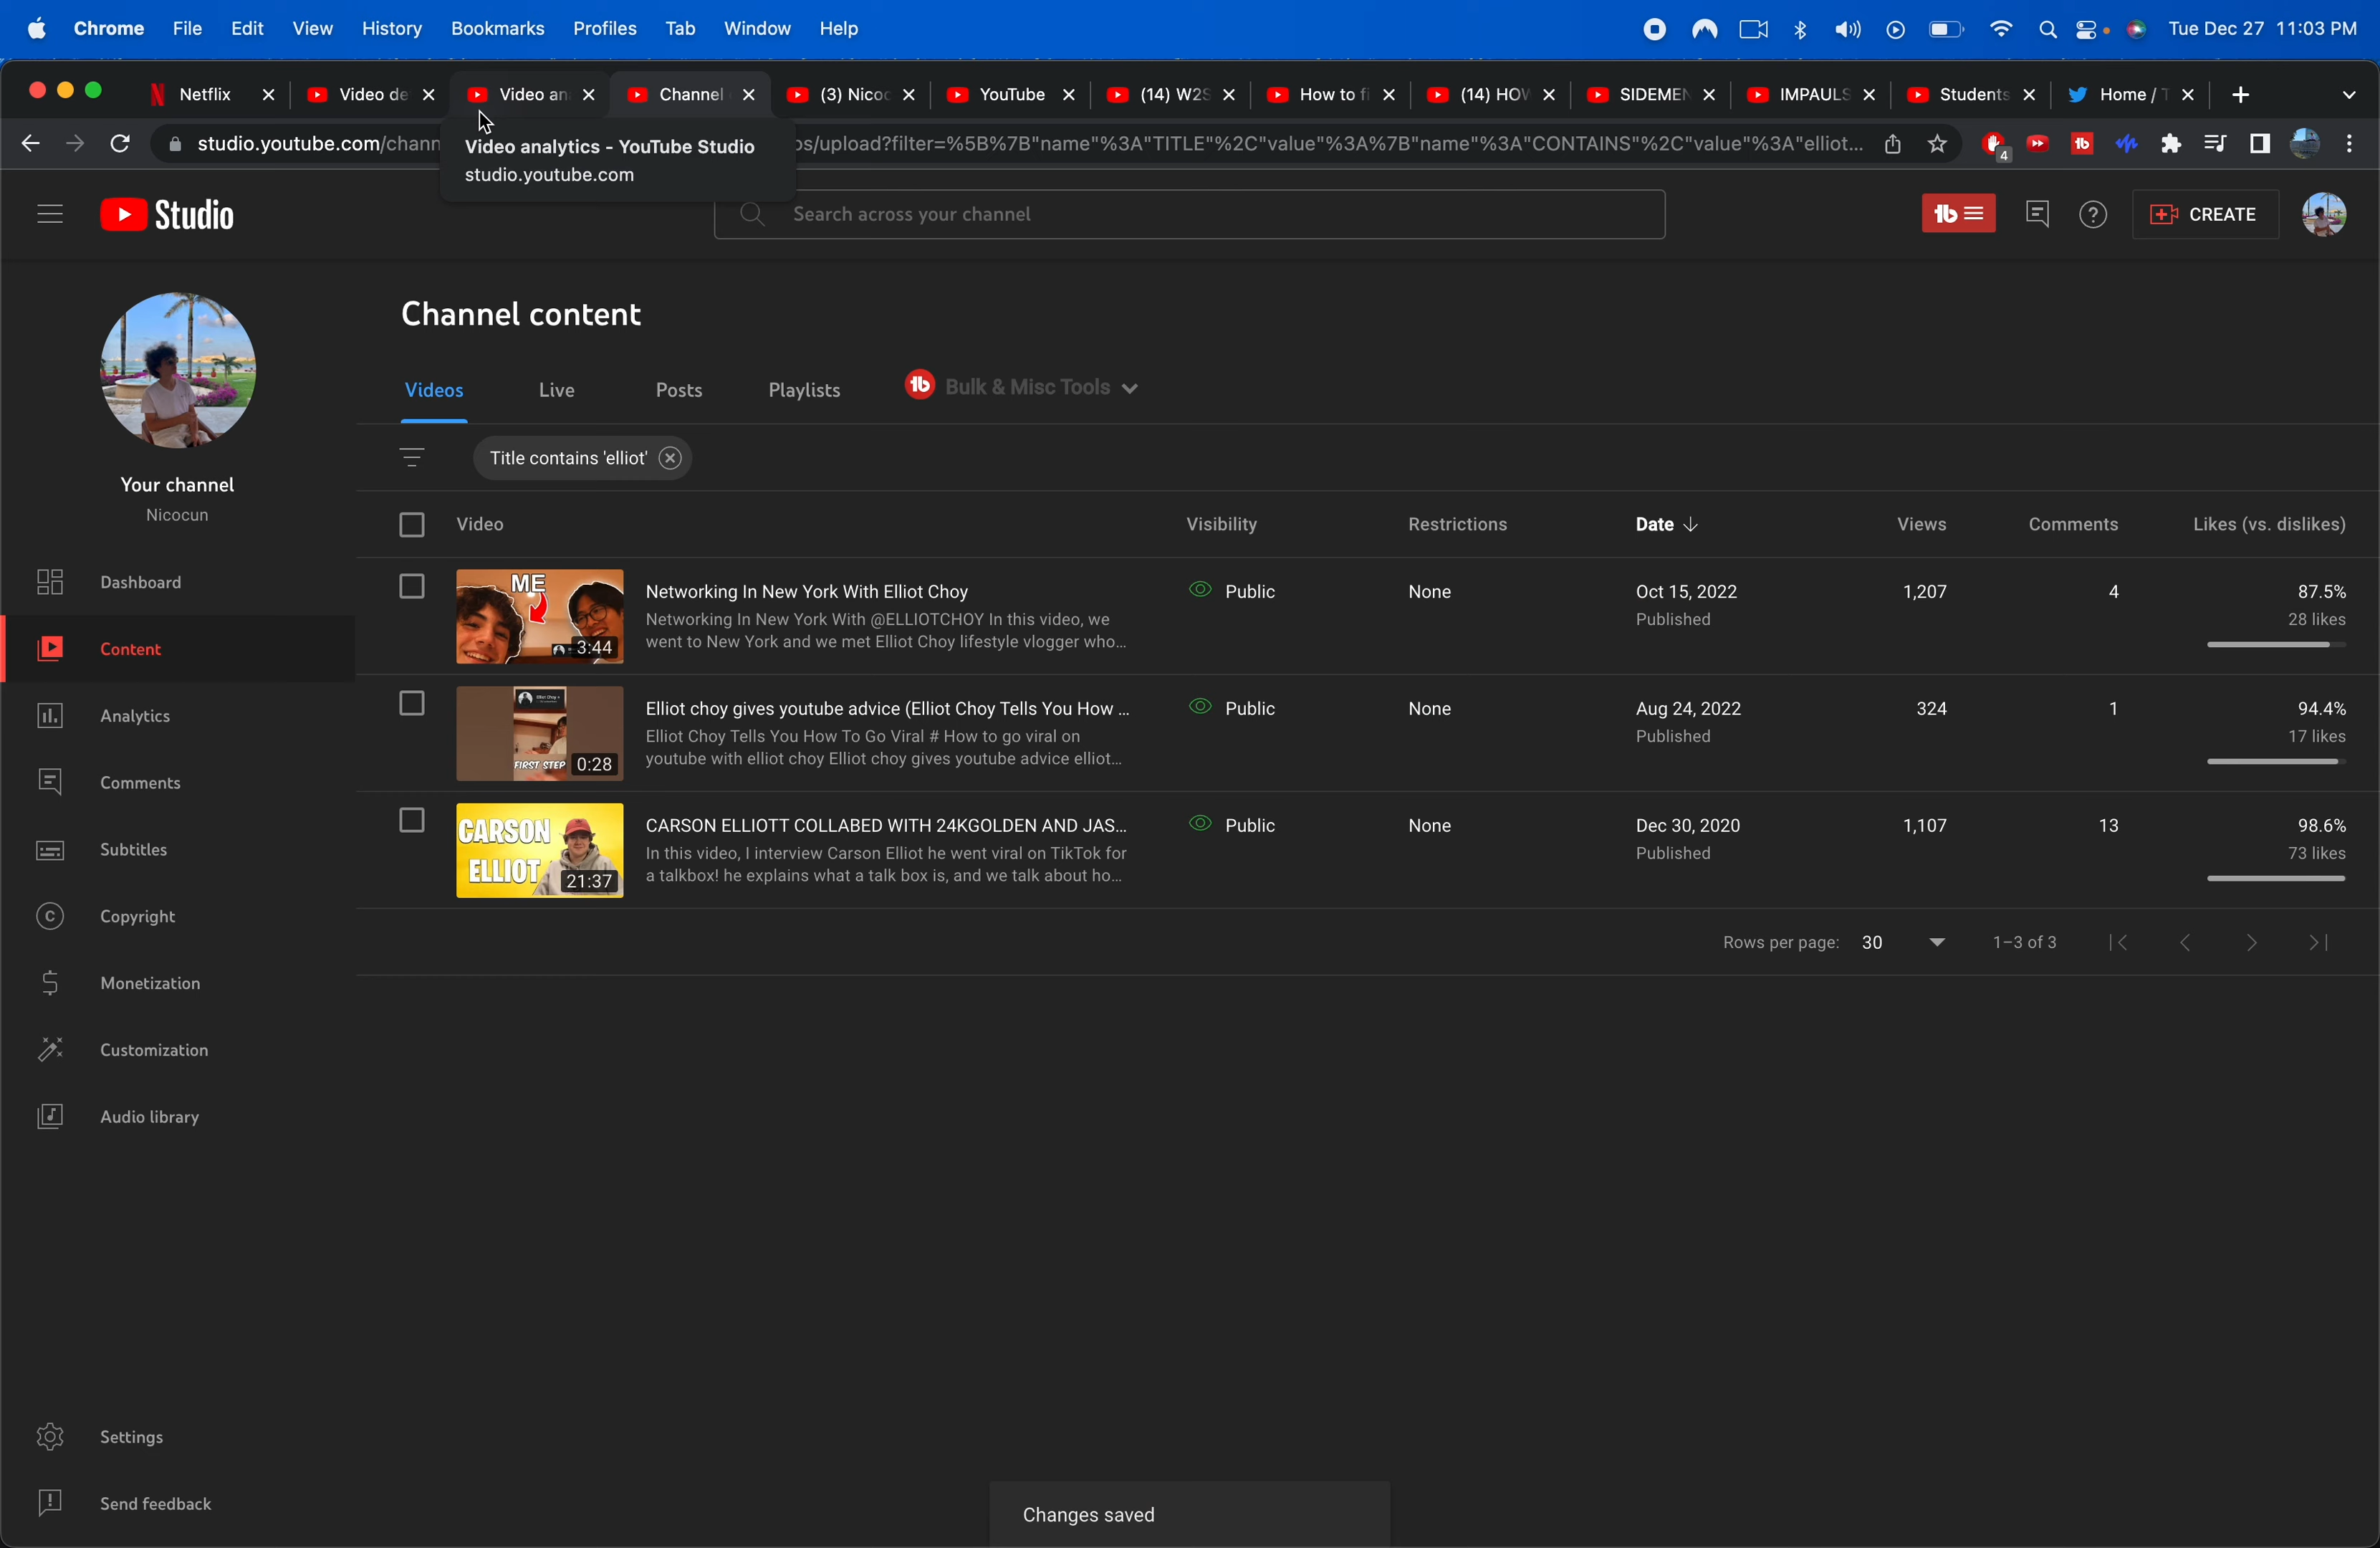 Chrome File Edit View History Bookmarks Profiles Tab Window Help Tue Dec 27 11:03 PM
Netflix Video de Video an Channel (3) Nicoc YouTube (14) W2S How to fi (14) HOW SIDEMEN IMPAULS Students Home / T
studio.youtube.com/chann os/upload?filter=%5B%7B"name"%3A"TITLE"%2C"value"%3A%7B"name"%3A"CONTAINS"%2C"value"%3A"elliot... 4
Video analytics - YouTube Studio
studio.youtube.com
Studio
Search across your channel
CREATE
Channel content
Videos Live Posts Playlists Bulk & Misc Tools
Title contains 'elliot'
Your channel
Nicocun
Dashboard
Content
Analytics
Comments
Subtitles
Copyright
Monetization
Customization
Audio library
Settings
Send feedback
Video Visibility Restrictions Date Views Comments Likes (vs. dislikes)
ME
3:44
Networking In New York With Elliot Choy Public None Oct 15, 2022 1,207 4 87.5%
Networking In New York With @ELLIOTCHOY In this video, we Published 28 likes
went to New York and we met Elliot Choy lifestyle vlogger who...
FIRST STEP 0:28
Elliot choy gives youtube advice (Elliot Choy Tells You How ... Public None Aug 24, 2022 324 1 94.4%
Elliot Choy Tells You How To Go Viral # How to go viral on Published 17 likes
youtube with elliot choy Elliot choy gives youtube advice elliot...
CARSON
ELLIOT 21:37
CARSON ELLIOTT COLLABED WITH 24KGOLDEN AND JAS... Public None Dec 30, 2020 1,107 13 98.6%
In this video, I interview Carson Elliot he went viral on TikTok for Published 73 likes
a talkbox! he explains what a talk box is, and we talk about ho...
Rows per page: 30 1–3 of 3
Changes saved